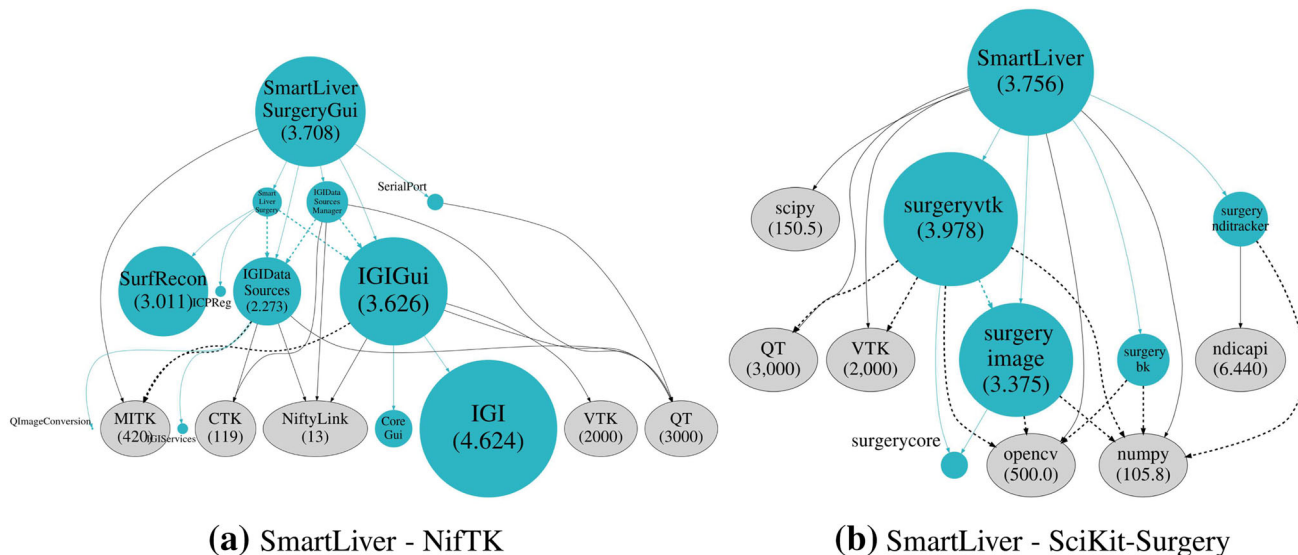 SmartLiver
SurgeryGui
(3.708)
Smart
Liver
Surgery
IGIData
Sources
Manager
SerialPort
SurfRecon
(3.011)
ICPReg
IGIData
Sources
(2.273)
IGIGui
(3.626)
QImageConversion
MITK
(420)
IGIServices
CTK
(119)
NiftyLink
(13)
Core
Gui
IGI
(4.624)
VTK
(2000)
QT
(3000)
(a) SmartLiver - NifTK
SmartLiver
(3.756)
scipy
(150.5)
surgeryvtk
(3.978)
surgery
nditracker
QT
(3,000)
VTK
(2,000)
surgery
image
(3.375)
surgery
bk
ndicapi
(6.440)
surgerycore
opencv
(500.0)
numpy
(105.8)
(b) SmartLiver - SciKit-Surgery